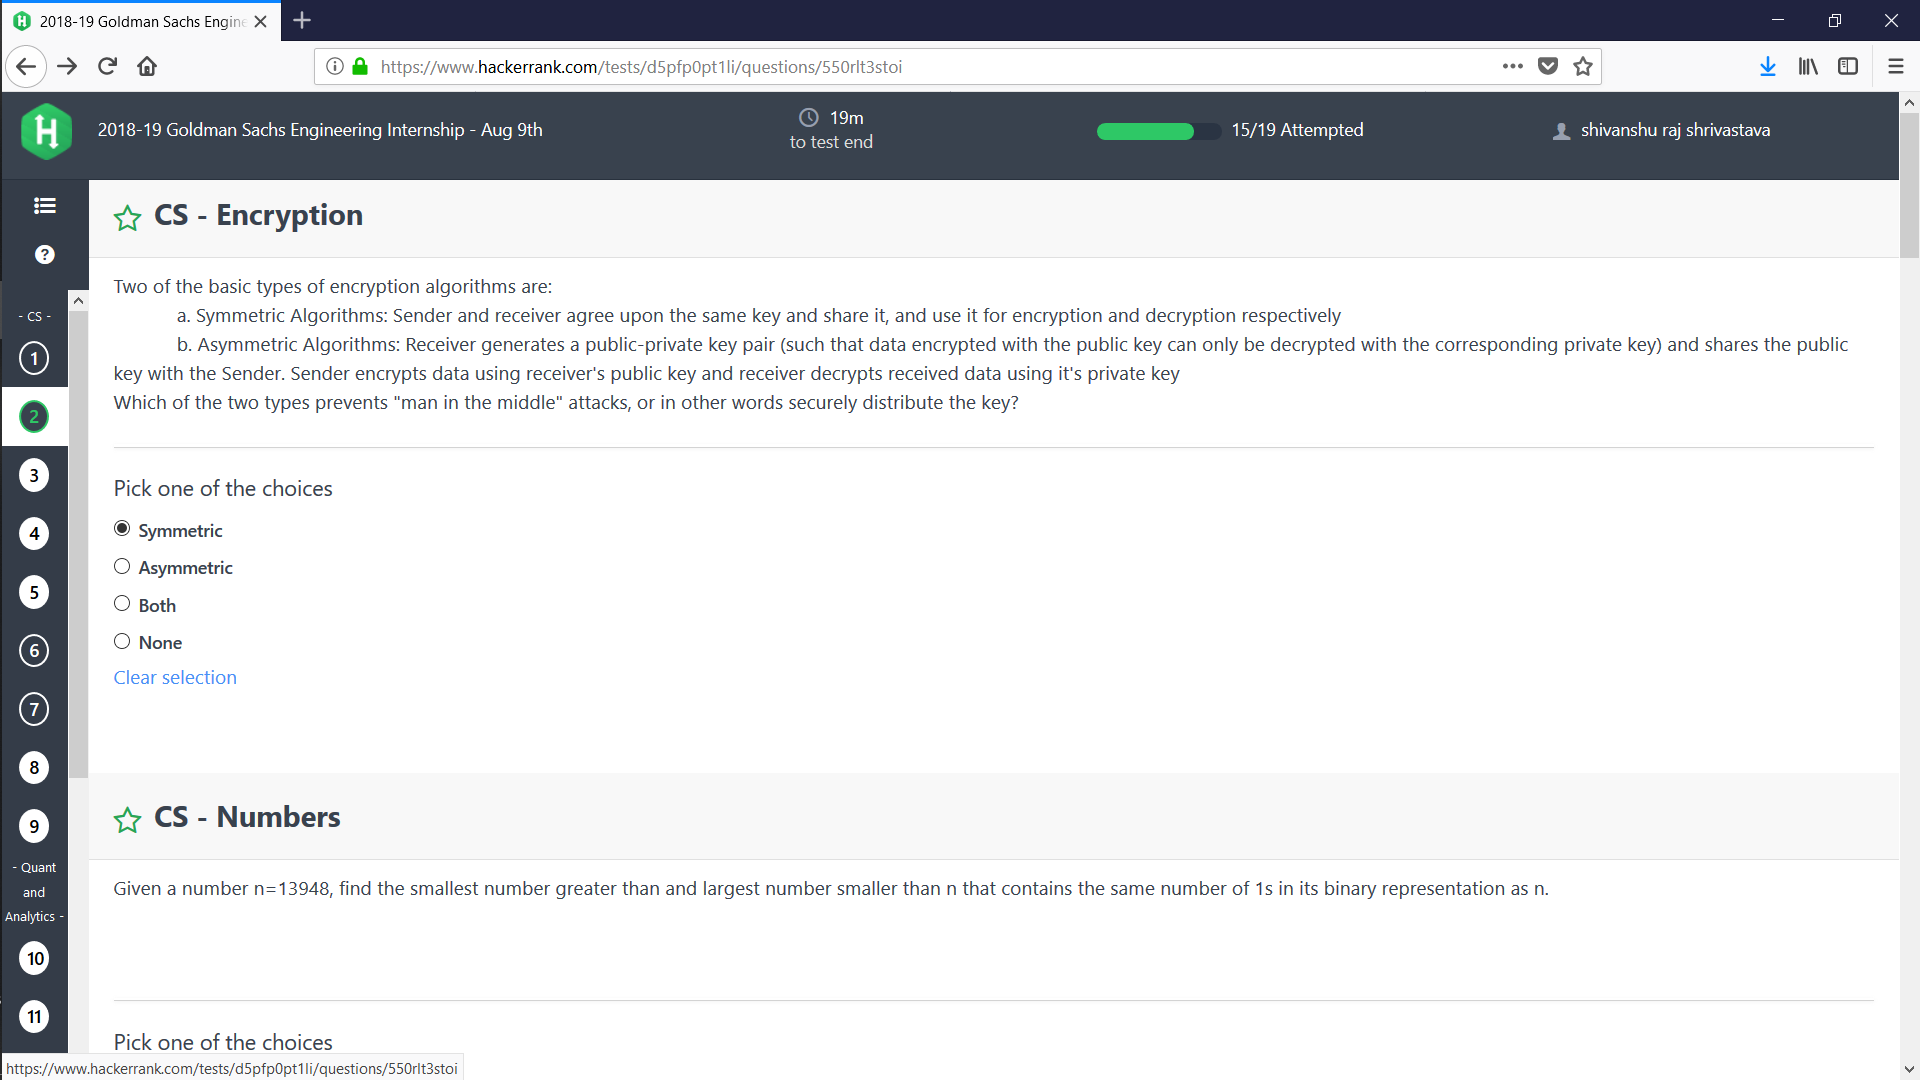 2018-19 Goldman Sachs Engine
https://www.hackerrank.com/tests/d5pfp0pt1li/questions/550rlt3stoi
2018-19 Goldman Sachs Engineering Internship - Aug 9th
19m
to test end
15/19 Attempted
shivanshu raj shrivastava
CS - Encryption
Two of the basic types of encryption algorithms are:
a. Symmetric Algorithms: Sender and receiver agree upon the same key and share it, and use it for encryption and decryption respectively
b. Asymmetric Algorithms: Receiver generates a public-private key pair (such that data encrypted with the public key can only be decrypted with the corresponding private key) and shares the public
key with the Sender. Sender encrypts data using receiver's public key and receiver decrypts received data using it's private key
Which of the two types prevents "man in the middle" attacks, or in other words securely distribute the key?
Pick one of the choices
Symmetric
Asymmetric
Both
None
Clear selection
CS - Numbers
Given a number n=13948, find the smallest number greater than and largest number smaller than n that contains the same number of 1s in its binary representation as n.
Pick one of the choices
?
- CS -
1
2
3
4
5
6
7
8
9
- Quant
and
Analytics -
10
11
https://www.hackerrank.com/tests/d5pfp0pt1li/questions/550rlt3stoi